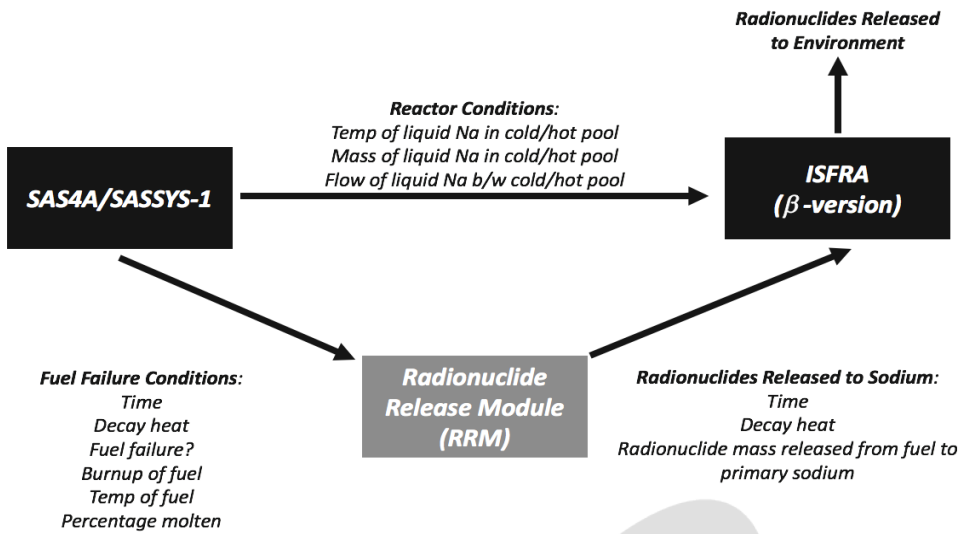 Radionuclides Released
to Environment
Reactor Conditions:
Temp of liquid Na in cold/hot pool
Mass of liquid Na in cold/hot pool
Flow of liquid Na b/w cold/hot pool
SAS4A/SASSYS-1
ISFRA
(β -version)
Fuel Failure Conditions:
Time
Decay heat
Fuel failure?
Burnup of fuel
Temp of fuel
Percentage molten
Radionuclide
Release Module
(RRM)
Radionuclides Released to Sodium:
Time
Decay heat
Radionuclide mass released from fuel to
primary sodium